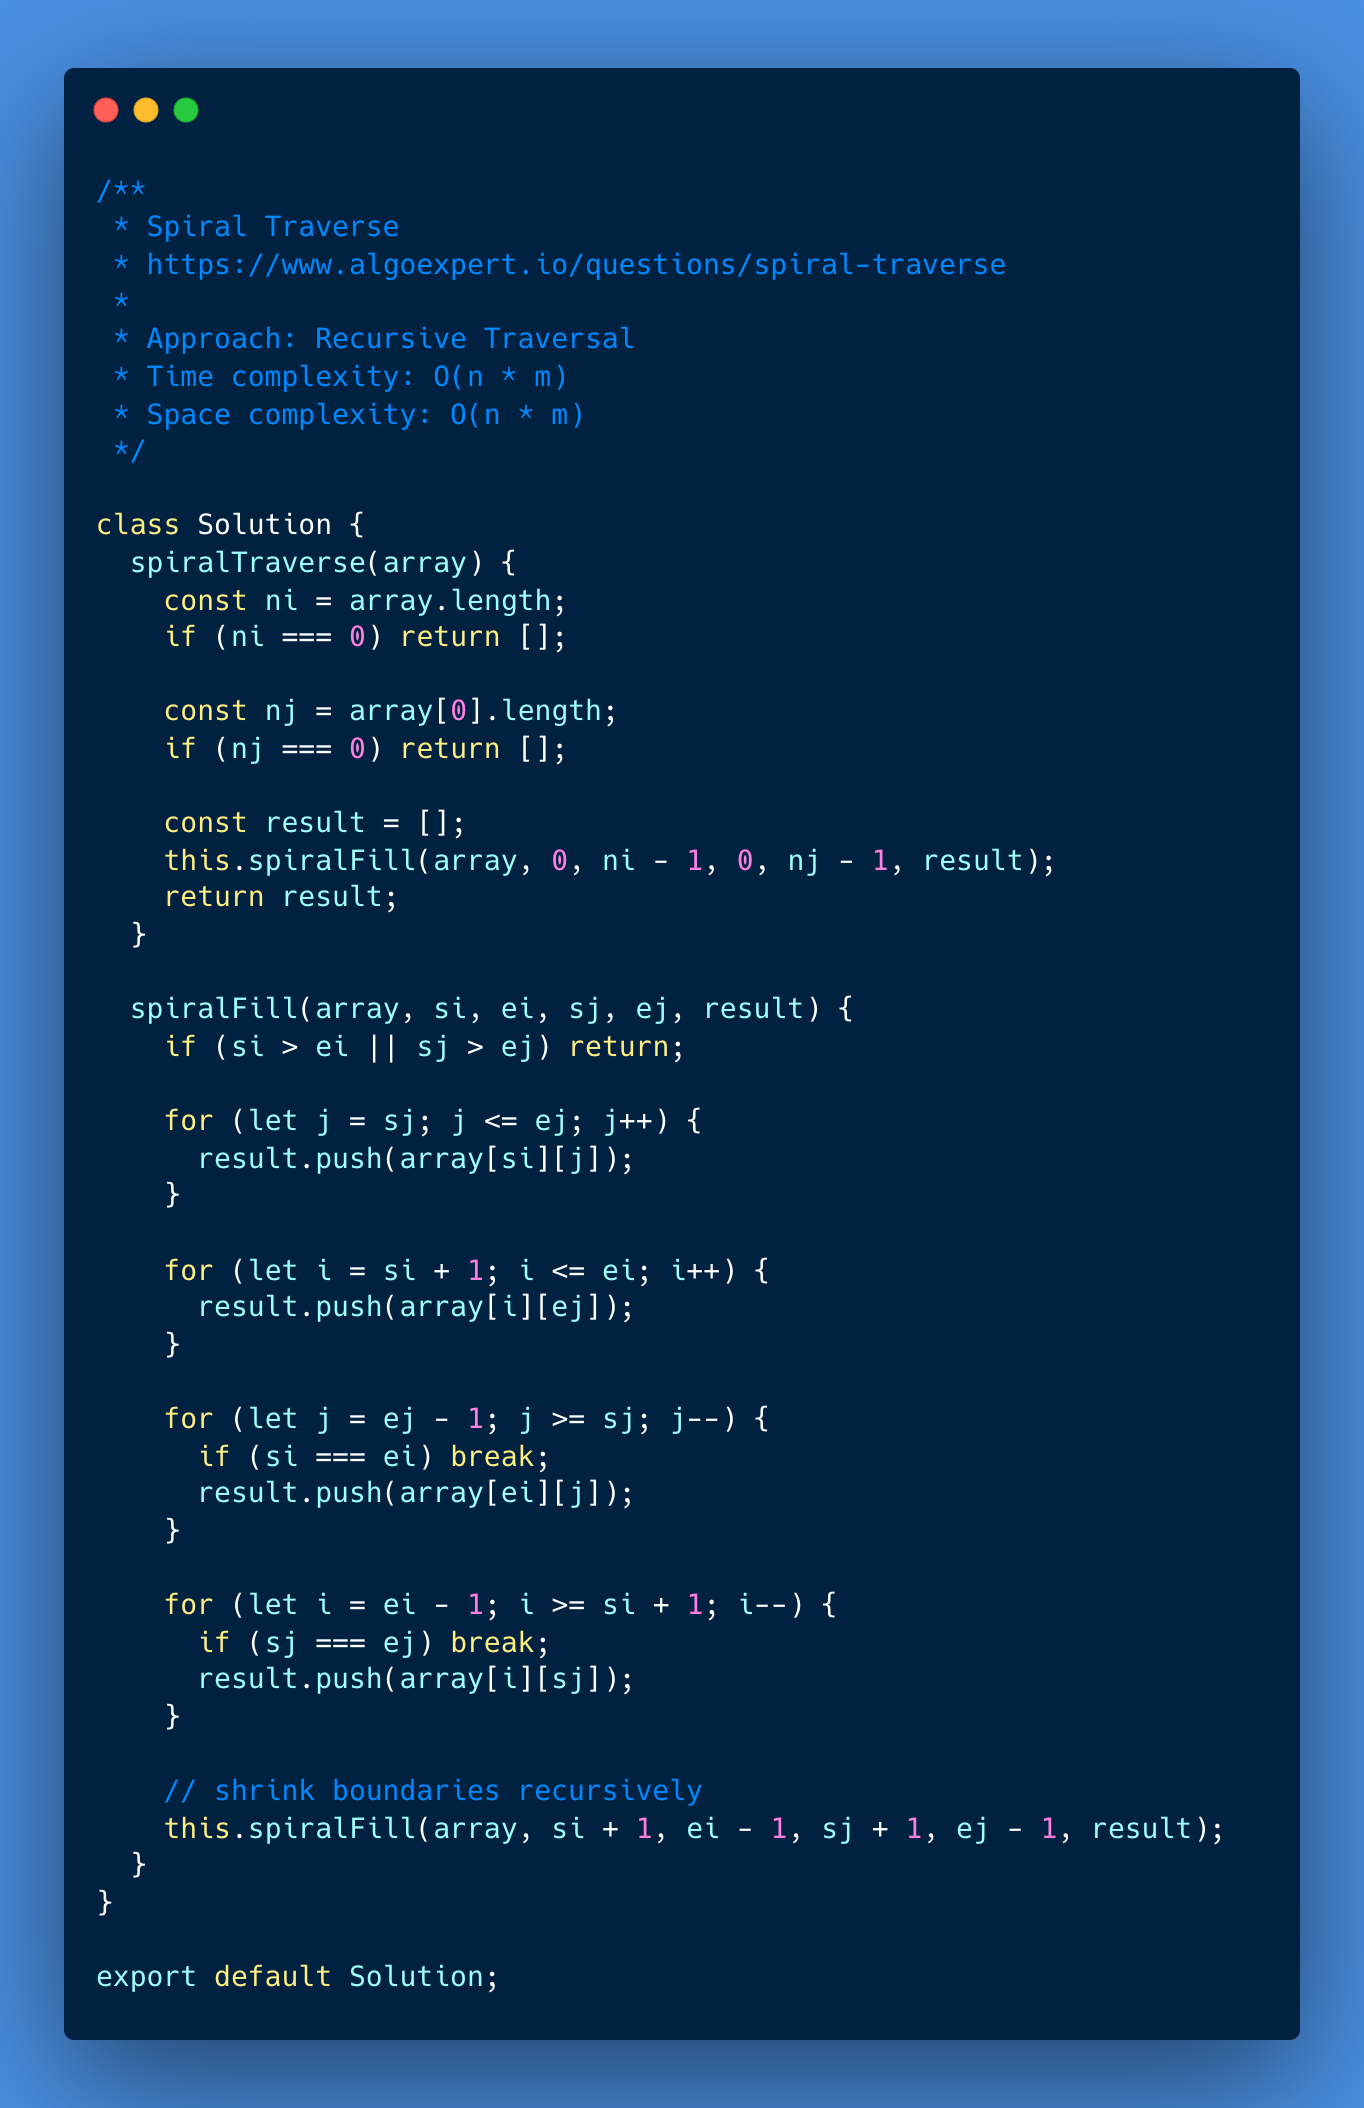 /**
 * Spiral Traverse
 * https://www.algoexpert.io/questions/spiral-traverse
 *
 * Approach: Recursive Traversal
 * Time complexity: O(n * m)
 * Space complexity: O(n * m)
 */

class Solution {
  spiralTraverse(array) {
    const ni = array.length;
    if (ni === 0) return [];

    const nj = array[0].length;
    if (nj === 0) return [];

    const result = [];
    this.spiralFill(array, 0, ni - 1, 0, nj - 1, result);
    return result;
  }

  spiralFill(array, si, ei, sj, ej, result) {
    if (si > ei || sj > ej) return;

    for (let j = sj; j <= ej; j++) {
      result.push(array[si][j]);
    }

    for (let i = si + 1; i <= ei; i++) {
      result.push(array[i][ej]);
    }

    for (let j = ej - 1; j >= sj; j--) {
      if (si === ei) break;
      result.push(array[ei][j]);
    }

    for (let i = ei - 1; i >= si + 1; i--) {
      if (sj === ej) break;
      result.push(array[i][sj]);
    }

    // shrink boundaries recursively
    this.spiralFill(array, si + 1, ei - 1, sj + 1, ej - 1, result);
  }
}

export default Solution;